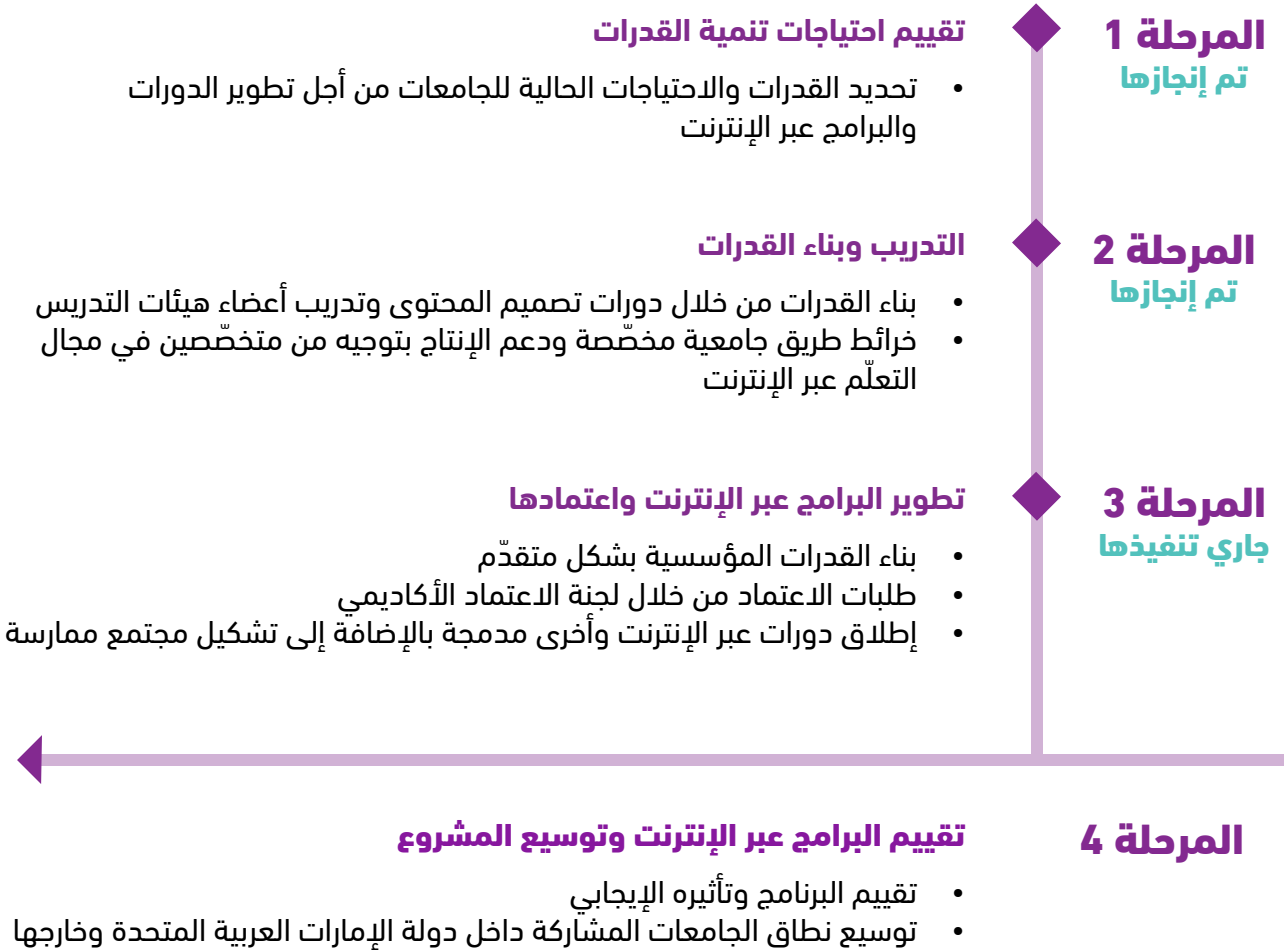 المرحلة 1
تم إنجازها
تقييم احتياجات تنمية القدرات
• تحديد القدرات والاحتياجات الحالية للجامعات من أجل تطوير الدورات
والبرامج عبر الإنترنت
المرحلة 2
تم إنجازها
التدريب وبناء القدرات
• بناء القدرات من خلال دورات تصميم المحتوى وتدريب أعضاء هيئات التدريس
• خرائط طريق جامعية مخصّصة ودعم الإنتاج بتوجيه من متخصّصين في مجال
التعلّم عبر الإنترنت
المرحلة 3
جاري تنفيذها
تطوير البرامج عبر الإنترنت واعتمادها
• بناء القدرات المؤسسية بشكل متقدّم
• طلبات الاعتماد من خلال لجنة الاعتماد الأكاديمي
• إطلاق دورات عبر الإنترنت وأخرى مدمجة بالإضافة إلى تشكيل مجتمع ممارسة
المرحلة 4
تقييم البرامج عبر الإنترنت وتوسيع المشروع
• تقييم البرنامج وتأثيره الإيجابي
• توسيع نطاق الجامعات المشاركة داخل دولة الإمارات العربية المتحدة وخارجها